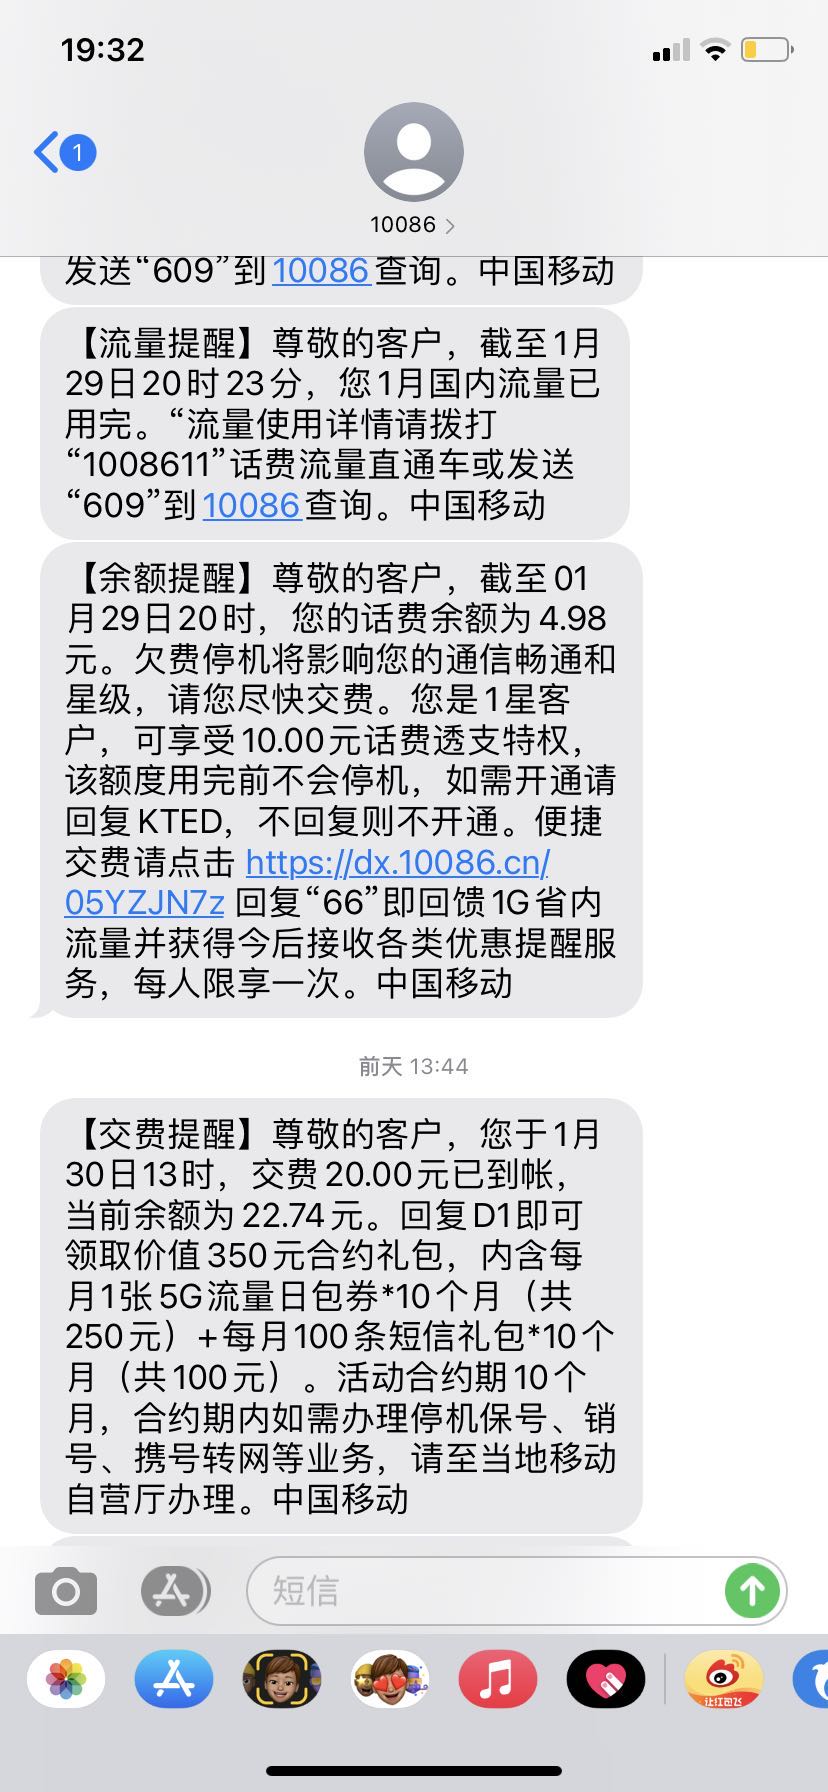 19:32
1
10086
发送“609”到10086查询。中国移动
【流量提醒】尊敬的客户，截至1月
29日20时23分，您1月国内流量已
用完。“流量使用详情请拨打
“1008611”话费流量直通车或发送
“609”到10086查询。中国移动
【余额提醒】尊敬的客户，截至01
月29日20时，您的话费余额为4.98
元。欠费停机将影响您的通信畅通和
星级，请您尽快交费。您是1星客
户，可享受10.00元话费透支特权，
该额度用完前不会停机，如需开通请
回复KTED，不回复则不开通。便捷
交费请点击 https://dx.10086.cn/
05YZJN7z 回复“66”即回馈1G省内
流量并获得今后接收各类优惠提醒服
务，每人限享一次。中国移动
前天 13:44
【交费提醒】尊敬的客户，您于1月
30日13时，交费20.00元已到帐，
当前余额为22.74元。回复D1即可
领取价值350元合约礼包，内含每
月1张5G流量日包券*10个月（共
250元）+每月100条短信礼包*10个
月（共100元）。活动合约期10个
月，合约期内如需办理停机保号、销
号、携号转网等业务，请至当地移动
自营厅办理。中国移动
短信
让红包飞